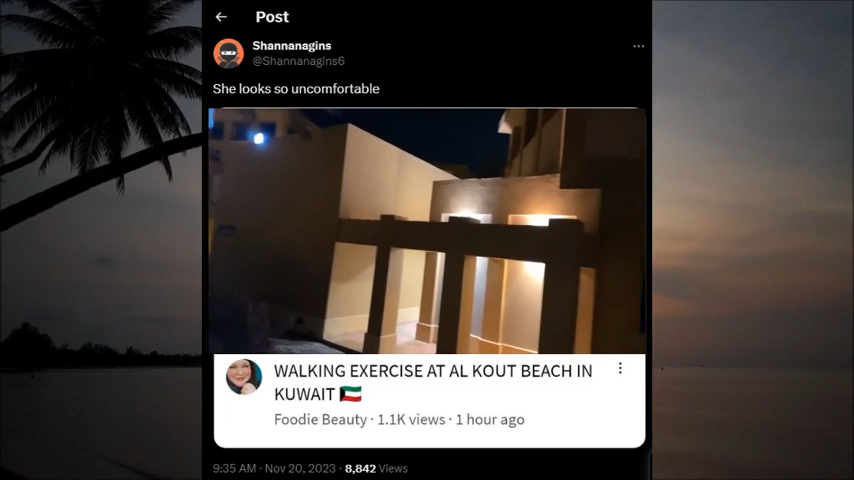 Post
Shannanagins
@Shannanagins6
She looks so uncomfortable
WALKING EXERCISE AT AL KOUT BEACH IN
KUWAIT 🇰🇼
Foodie Beauty · 1.1K views · 1 hour ago
9:35 AM · Nov 20, 2023 · 8,842 Views